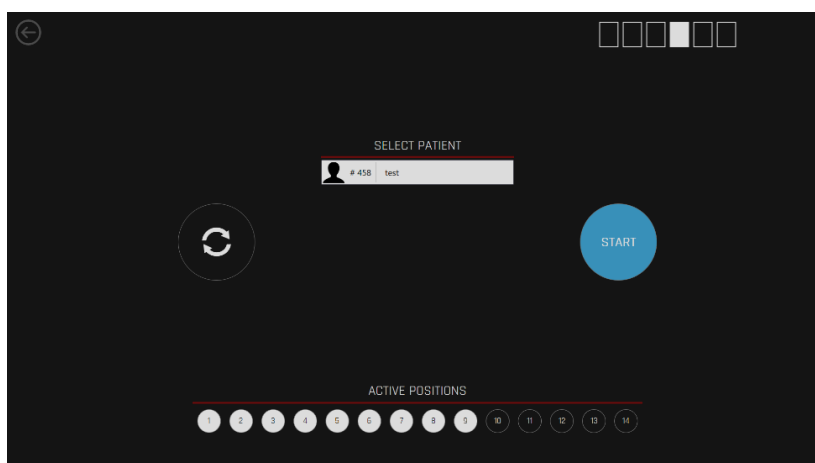 SELECT PATIENT
# 458 test
START
ACTIVE POSITIONS
1 2 3 4 5 6 7 8 9 10 11 12 13 14